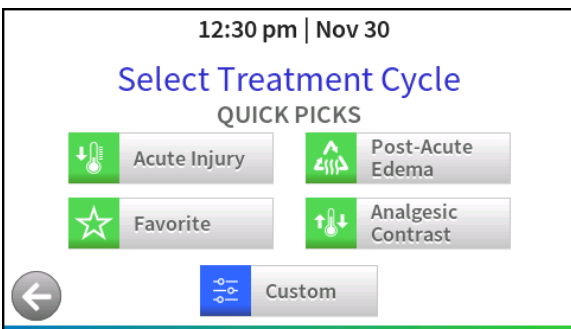 12:30 pm | Nov 30
Select Treatment Cycle
QUICK PICKS
Acute Injury
Post-Acute
Edema
Favorite
Analgesic
Contrast
Custom